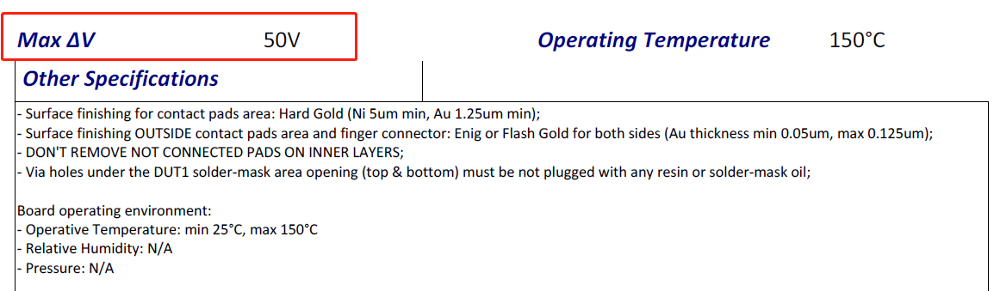 Max ΔV 50V Operating Temperature 150°C
Other Specifications
- Surface finishing for contact pads area: Hard Gold (Ni 5um min, Au 1.25um min);
- Surface finishing OUTSIDE contact pads area and finger connector: Enig or Flash Gold for both sides (Au thickness min 0.05um, max 0.125um);
- DON'T REMOVE NOT CONNECTED PADS ON INNER LAYERS;
- Via holes under the DUT1 solder-mask area opening (top & bottom) must be not plugged with any resin or solder-mask oil;
Board operating environment:
- Operative Temperature: min 25°C, max 150°C
- Relative Humidity: N/A
- Pressure: N/A